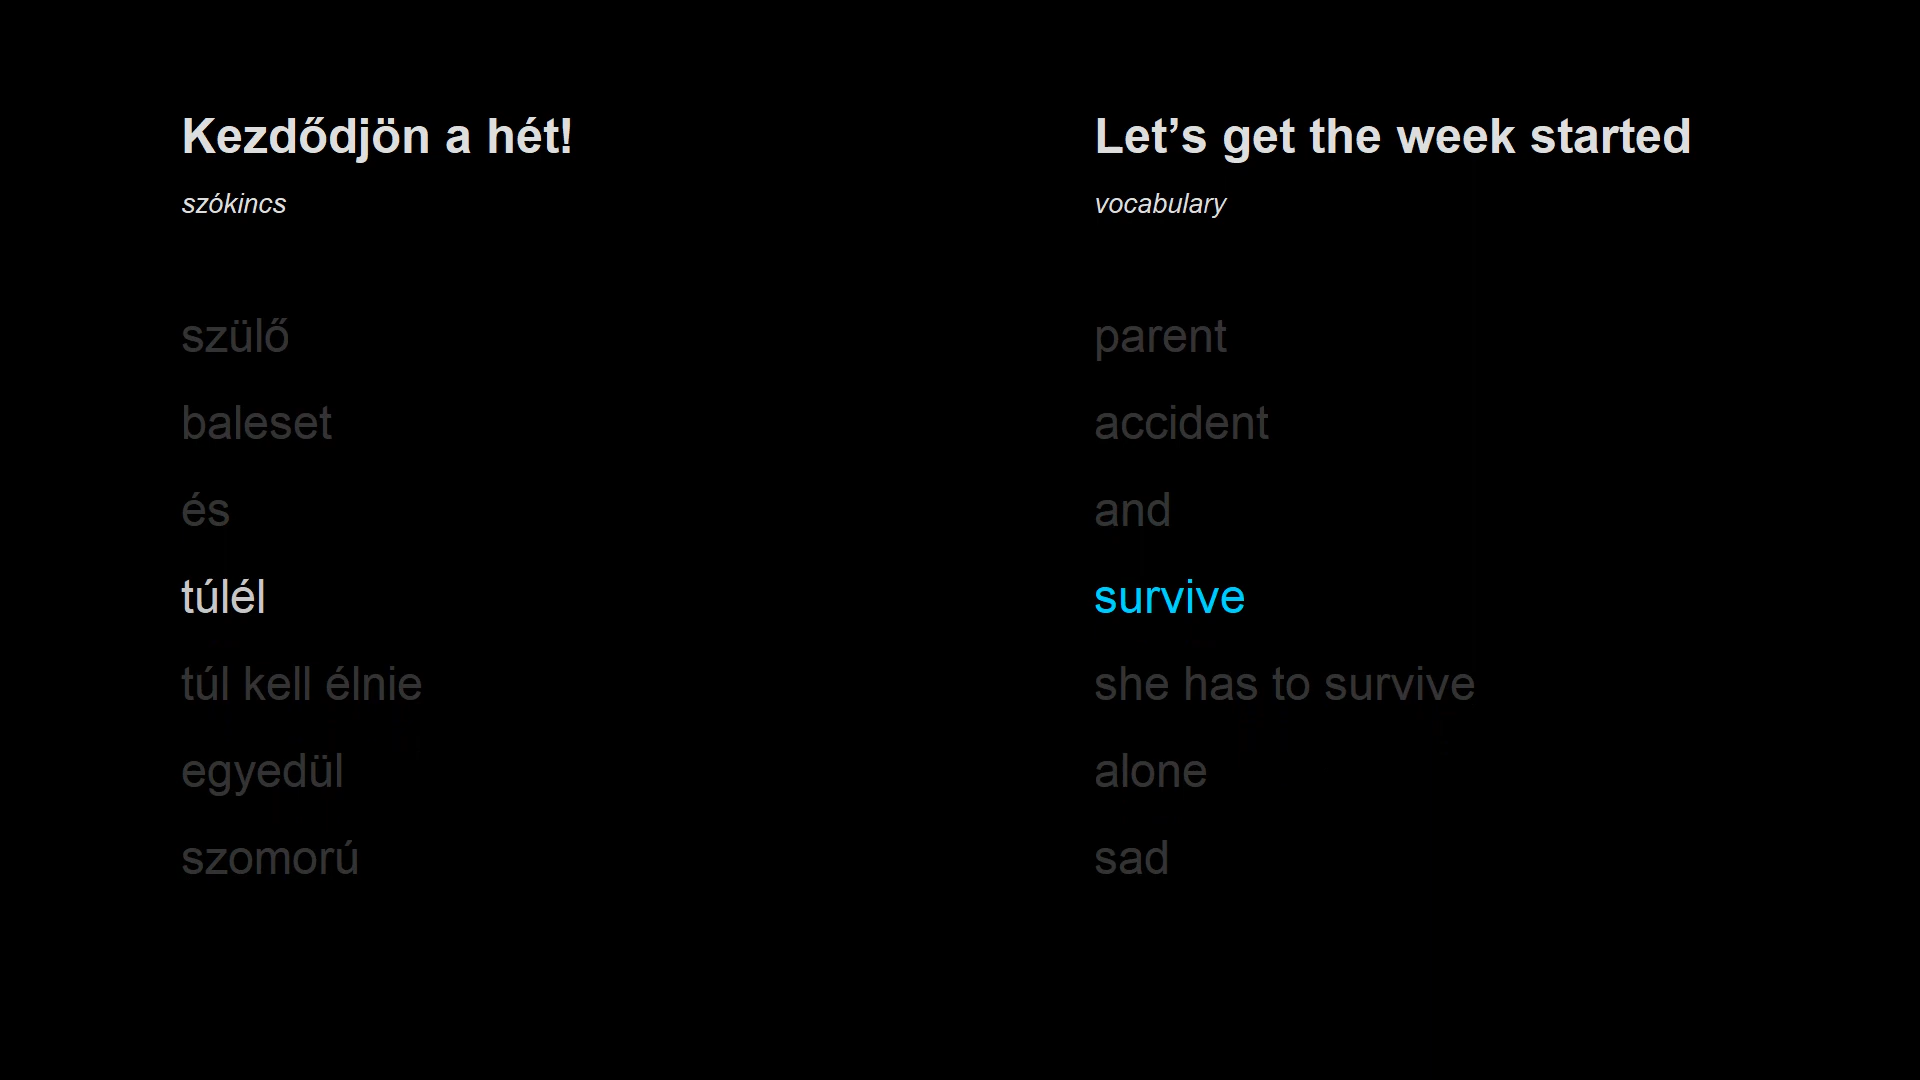 Kezdődjön a hét!
szókincs
szülő
baleset
és
túlél
túl kell élnie
egyedül
szomorú
Let’s get the week started
vocabulary
parent
accident
and
survive
she has to survive
alone
sad